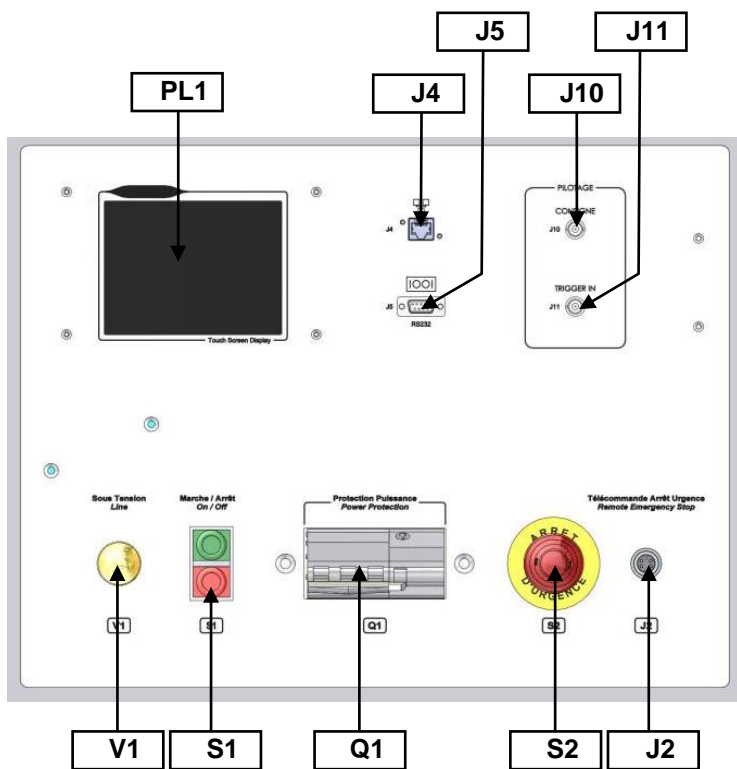 J5
J11
PL1
J4
J10
PILOTAGE
CONSIGNE
J4
J10
IOOI
TRIGGER IN
J5
J11
RS232
Touch Screen Display
Sous Tension
Line
Marche / Arrêt
On / Off
Protection Puissance
Power Protection
Télécommande Arrêt Urgence
Remote Emergency Stop
ARRET
D'URGENCE
V1
S1
Q1
S2
J2
V1
S1
Q1
S2
J2